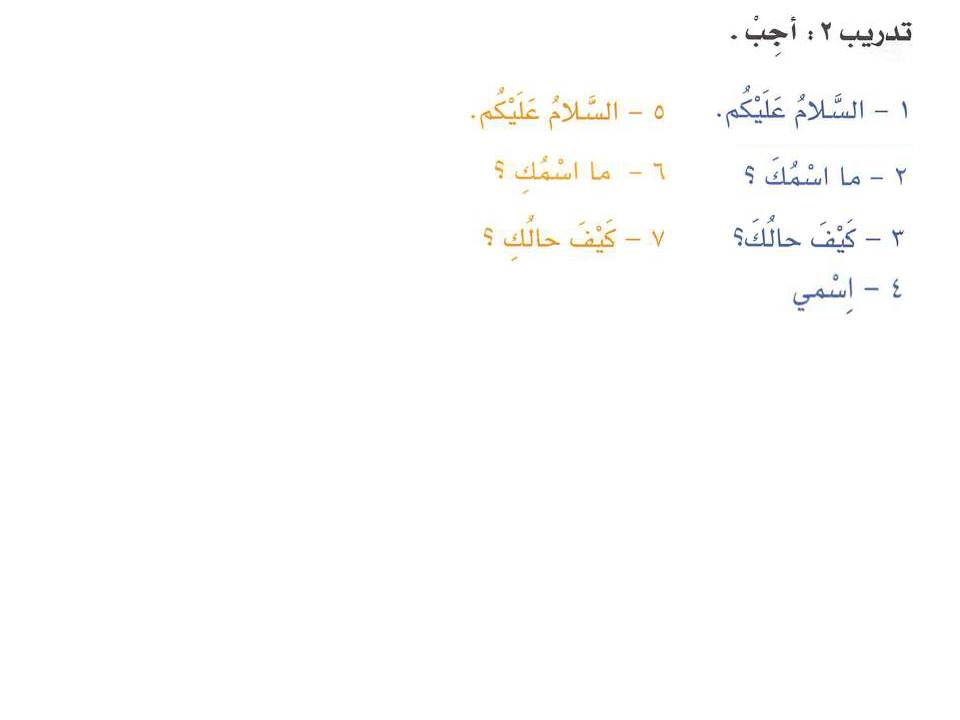 تدريب ٢ : أجِبْ .
١ – السَّلامُ عَلَيْكُم.
٢ – ما اسْمُكَ ؟
٣ – كَيْفَ حالُكَ؟
٤ – اِسْمي
٥ – السَّلامُ عَلَيْكُم.
٦ – ما اسْمُكِ ؟
٧ – كَيْفَ حالُكِ ؟